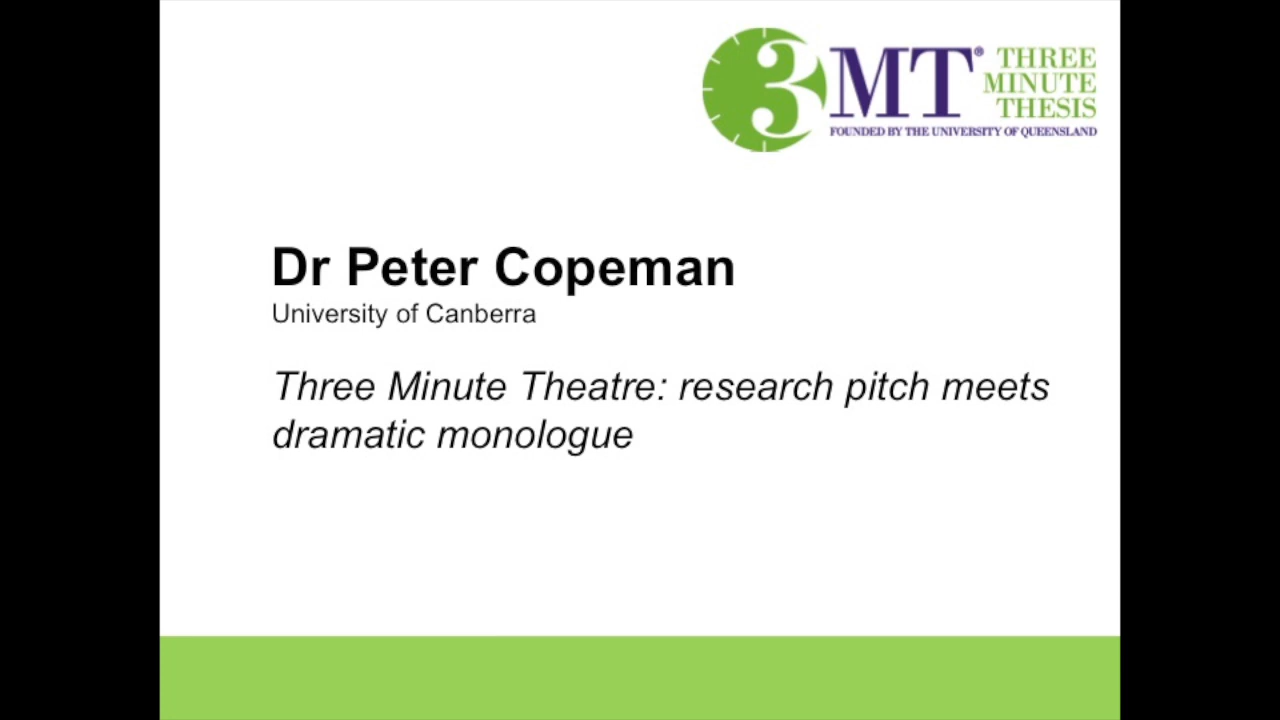 3MT® THREE
MINUTE
THESIS
FOUNDED BY THE UNIVERSITY OF QUEENSLAND
Dr Peter Copeman
University of Canberra
Three Minute Theatre: research pitch meets
dramatic monologue